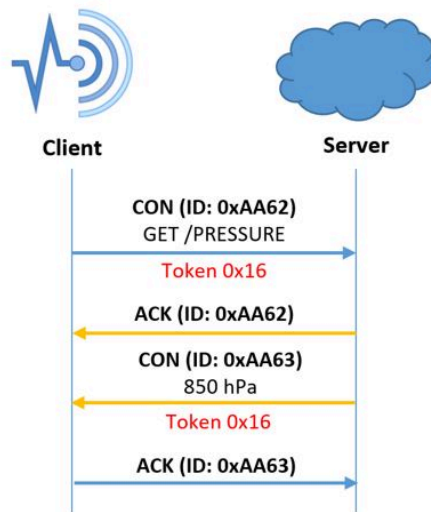 Client
Server
CON (ID: 0xAA62)
GET /PRESSURE
Token 0x16
ACK (ID: 0xAA62)
CON (ID: 0xAA63)
850 hPa
Token 0x16
ACK (ID: 0xAA63)